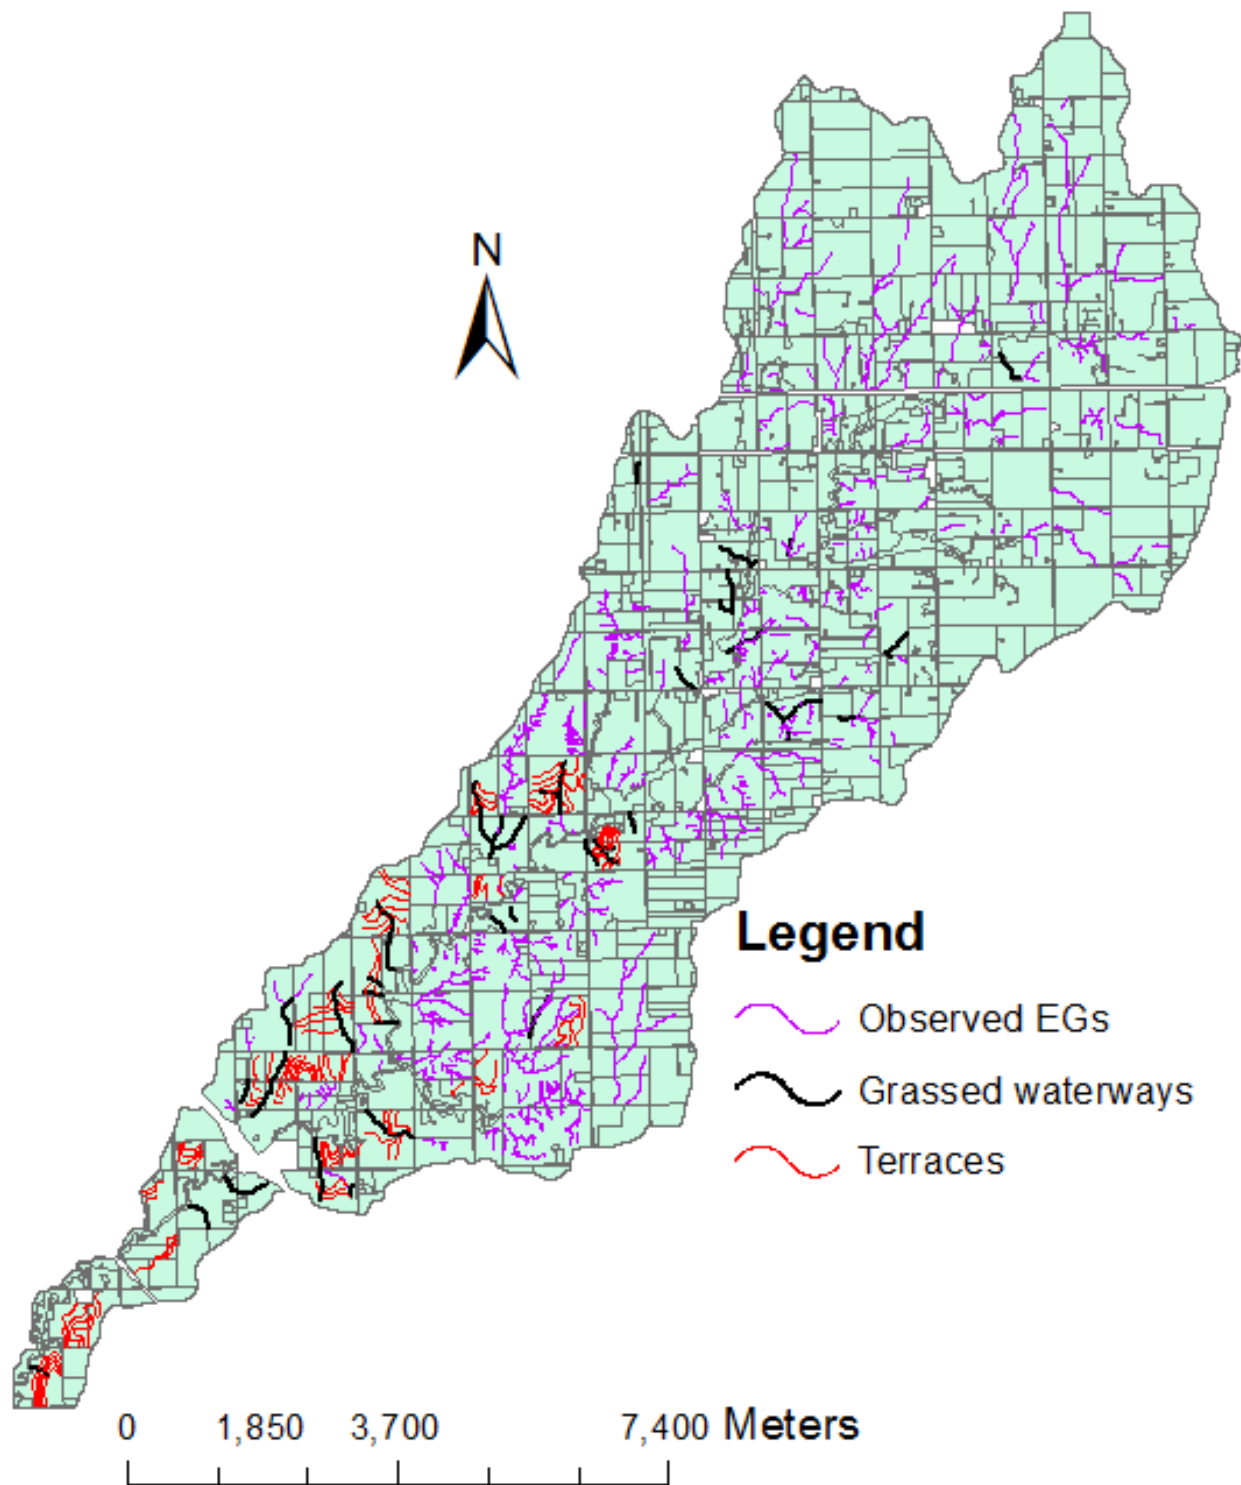 N
Legend
Observed EGs
Grassed waterways
Terraces
0 1,850 3,700 7,400 Meters